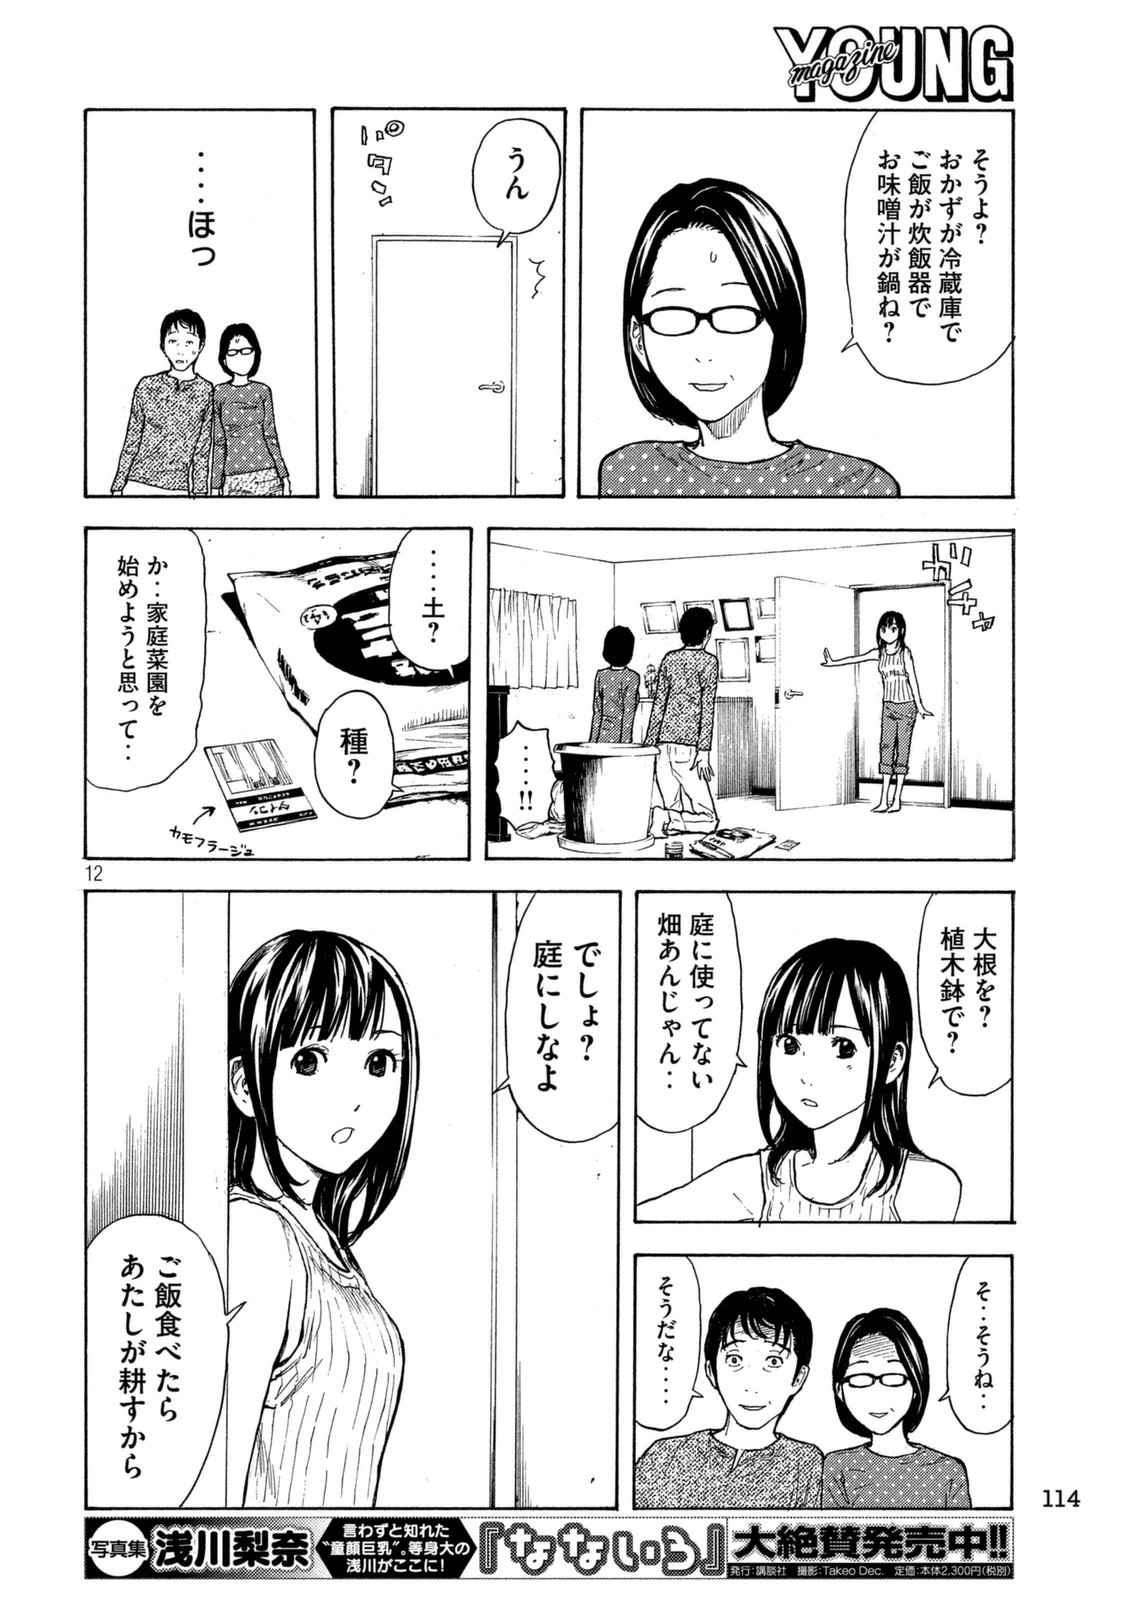 YOUNG
magazine
そうよ?
おかずが冷蔵庫で
ご飯が炊飯器で
お味噌汁が鍋ね?
うん
パタン
‥‥ほっ
ガチャッ
‥‥!!
‥‥土?
種?
か‥家庭菜園を
始めようと思って‥
カモフラージュ
12
大根を?
植木鉢で?
庭に使ってない
畑あんじゃん‥
でしょ?
庭にしなよ
ご飯食べたら
あたしが耕すから
そ‥そうね‥
そうだな‥‥
114
写真集
浅川梨奈
言わずと知れた
“童顔巨乳”。等身大の
浅川がここに!
『なないろ』
大絶賛発売中!!
発行:講談社 撮影:Takeo Dec. 定価:本体2,300円(税別)